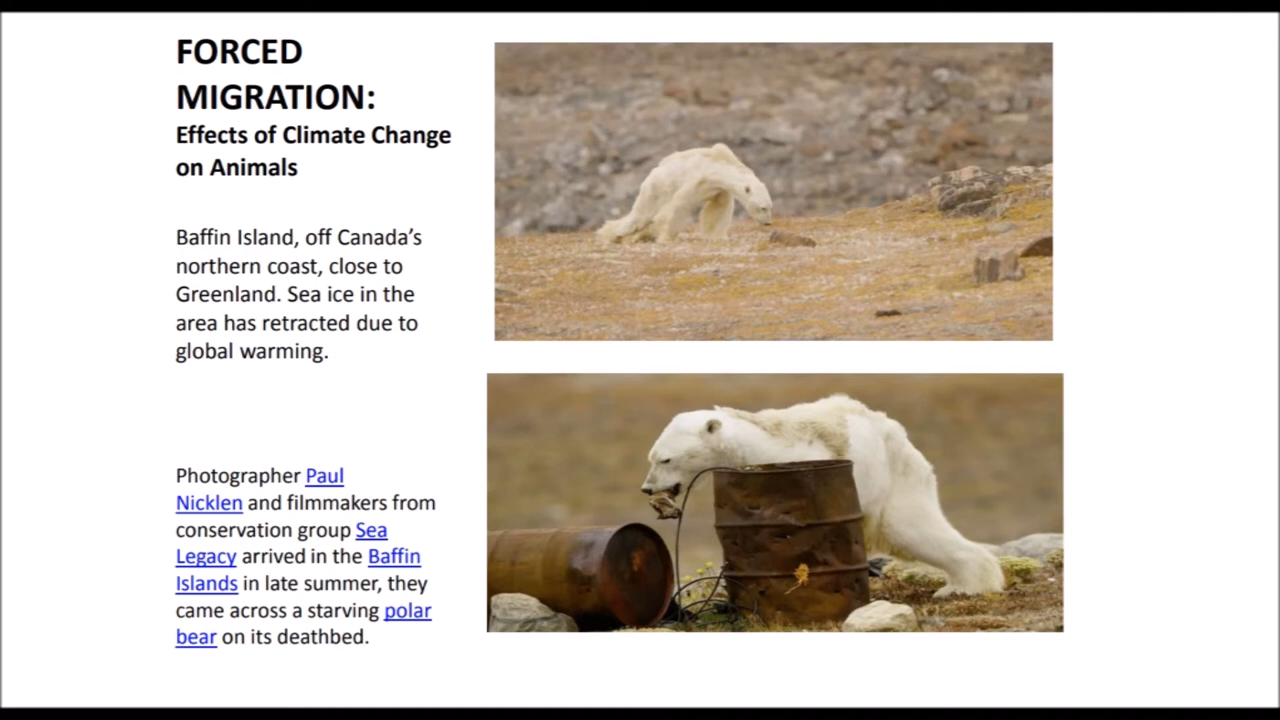 FORCED
MIGRATION:
Effects of Climate Change
on Animals
Baffin Island, off Canada’s
northern coast, close to
Greenland. Sea ice in the
area has retracted due to
global warming.
Photographer Paul
Nicklen and filmmakers from
conservation group Sea
Legacy arrived in the Baffin
Islands in late summer, they
came across a starving polar
bear on its deathbed.